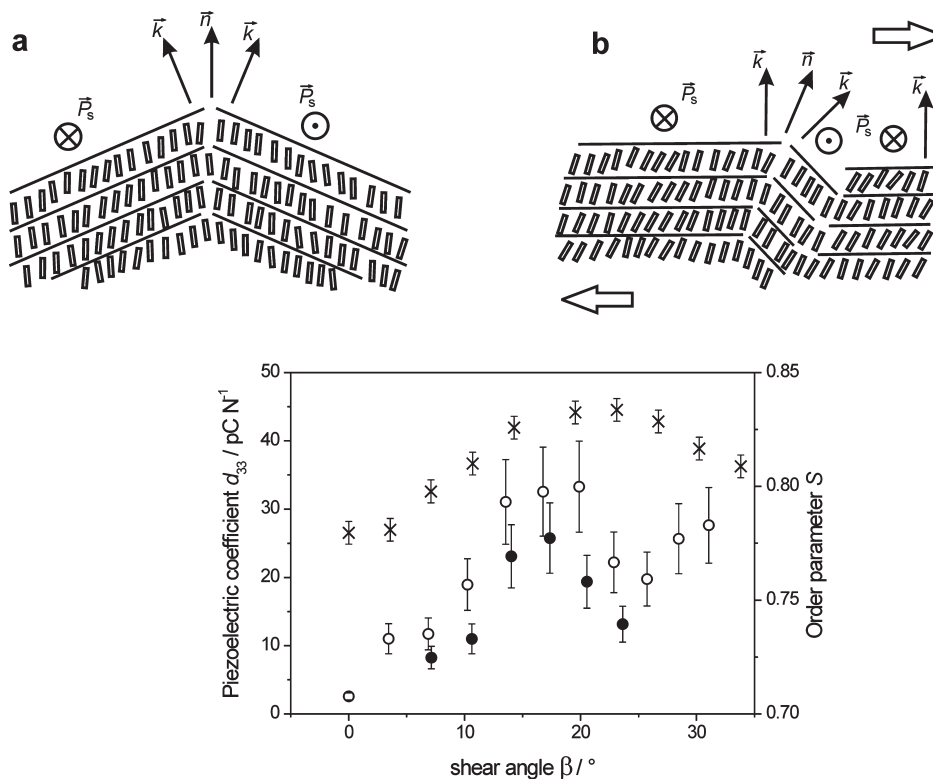 a
k⃗ n⃗ k⃗
P⃗s P⃗s
b
k⃗ n⃗ k⃗ k⃗
P⃗s P⃗s
Piezoelectric coefficient d33 / pC N-1
50
40
30
20
10
0
0 10 20 30
shear angle β / °
0.85
0.80
0.75
0.70
Order parameter S